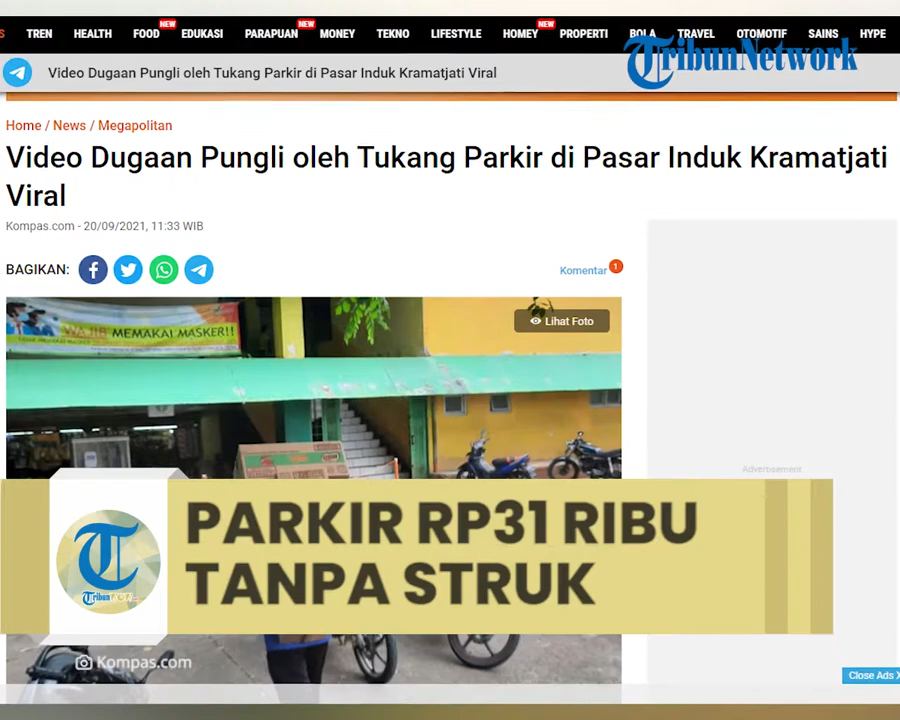 S TREN HEALTH FOOD NEW EDUKASI PARAPUAN NEW MONEY TEKNO LIFESTYLE HOMEY NEW PROPERTI BOLA TRAVEL OTOMOTIF SAINS HYPE
TribunNetwork
Video Dugaan Pungli oleh Tukang Parkir di Pasar Induk Kramatjati Viral
Home / News / Megapolitan
Video Dugaan Pungli oleh Tukang Parkir di Pasar Induk Kramatjati
Viral
Kompas.com - 20/09/2021, 11:33 WIB
BAGIKAN:
Komentar 1
WAJIB MEMAKAI MASKER!!
Lihat Foto
Advertisement
PARKIR RP31 RIBU
TANPA STRUK
Kompas.com
Close Ads X